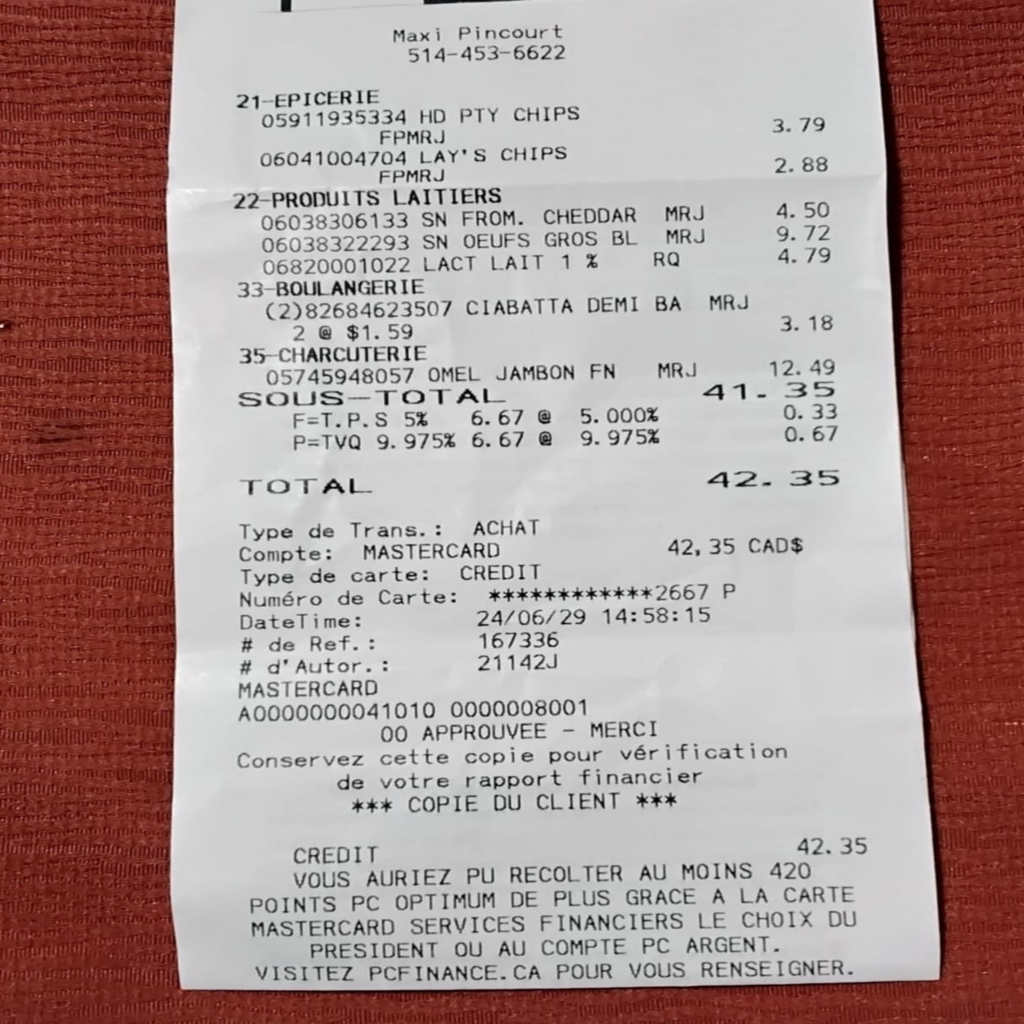 Maxi Pincourt
514-453-6622
21-EPICERIE
05911935334 HD PTY CHIPS
FPMRJ 3.79
06041004704 LAY'S CHIPS
FPMRJ 2.88
22-PRODUITS LAITIERS
06038306133 SN FROM. CHEDDAR MRJ 4.50
06038322293 SN OEUFS GROS BL MRJ 9.72
06820001022 LACT LAIT 1 % RQ 4.79
33-BOULANGERIE
(2)82684623507 CIABATTA DEMI BA MRJ
2 @ $1.59 3.18
35-CHARCUTERIE
05745948057 OMEL JAMBON FN MRJ 12.49
SOUS-TOTAL 41.35
F=T.P.S 5% 6.67 @ 5.000% 0.33
P=TVQ 9.975% 6.67 @ 9.975% 0.67
TOTAL 42.35
Type de Trans.: ACHAT
Compte: MASTERCARD 42,35 CAD$
Type de carte: CREDIT
Numéro de Carte: ************2667 P
DateTime: 24/06/29 14:58:15
# de Ref.: 167336
# d'Autor.: 21142J
MASTERCARD
A0000000041010 0000008001
00 APPROUVEE - MERCI
Conservez cette copie pour vérification
de votre rapport financier
*** COPIE DU CLIENT ***
CREDIT 42.35
VOUS AURIEZ PU RECOLTER AU MOINS 420
POINTS PC OPTIMUM DE PLUS GRACE A LA CARTE
MASTERCARD SERVICES FINANCIERS LE CHOIX DU
PRESIDENT OU AU COMPTE PC ARGENT.
VISITEZ PCFINANCE.CA POUR VOUS RENSEIGNER.